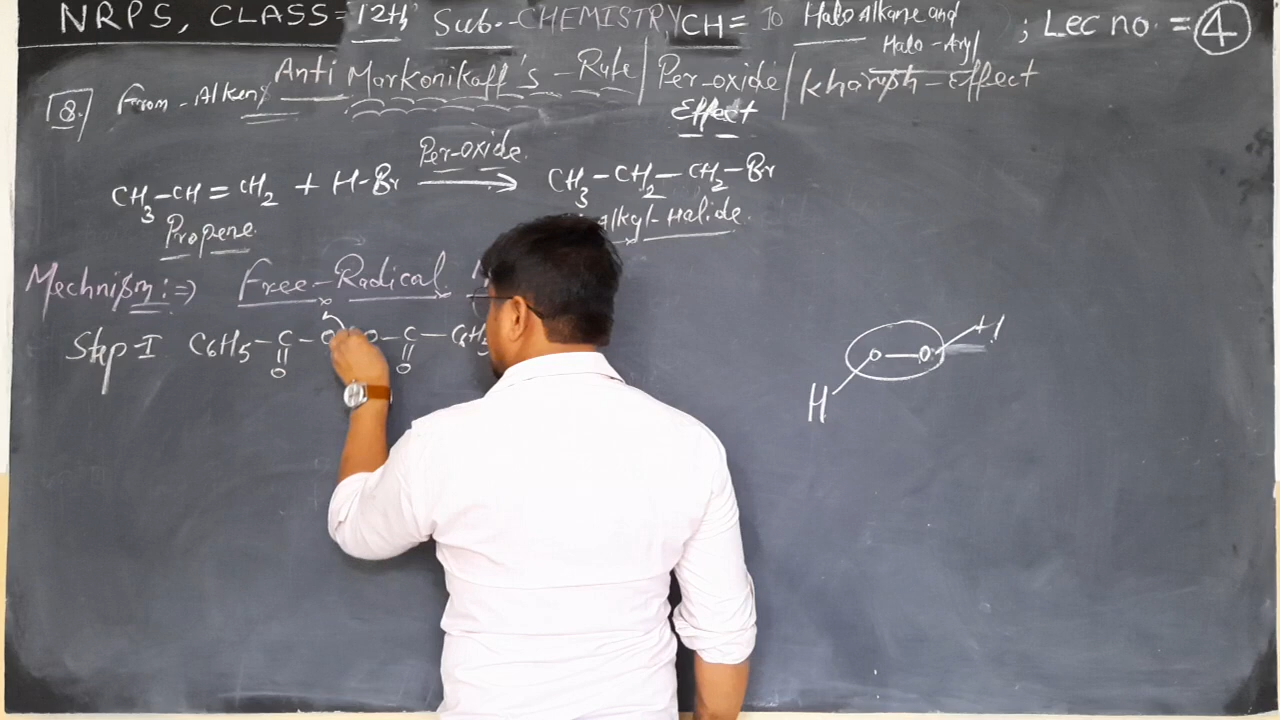 NRPS, CLASS=12th Sub.-CHEMISTRY, CH= 10 Halo Alkane and Halo-Aryl ; Lec no. = 4
8. From-Alkens Anti Markonikoff's-Rule/Per-oxide Effect/kharash-Effect
CH3-CH=CH2 + H-Br Per-oxide → CH3-CH2-CH2-Br
Propene alkyl-Halide.
Mechnism:=> Free-Radical
Step-I C6H5-C-O O-C-C6H5
O O
H O-O H